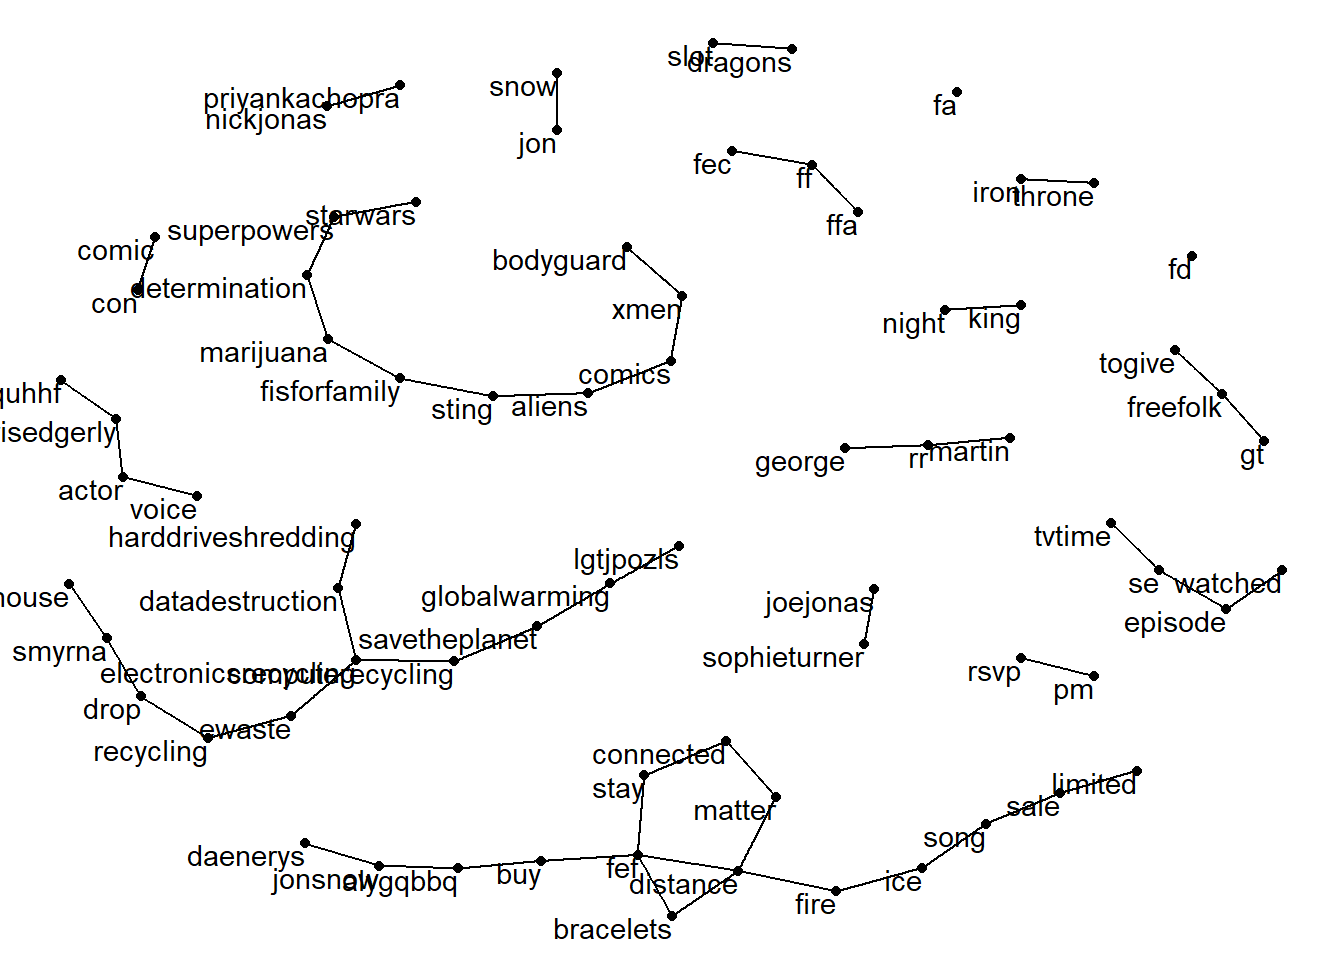 slot
dragons
snow
priyankachopra
nickjonas
fa
jon
fec
ff
iron
throne
starwars
superpowers
ffa
comic
bodyguard
fd
con
determination
xmen
night
king
marijuana
togive
comics
fisforfamily
quhhf
sting
aliens
freefolk
isedgerly
george
rr
martin
gt
actor
voice
harddriveshredding
tvtime
lgtjpozls
se
watched
house
datadestruction
globalwarming
joejonas
episode
smyrna
savetheplanet
sophieturner
electronicsrecycling
computerrecycling
rsvp
pm
drop
ewaste
recycling
connected
stay
limited
matter
sale
song
daenerys
jonsnow
buy
fef
distance
ice
fire
bracelets